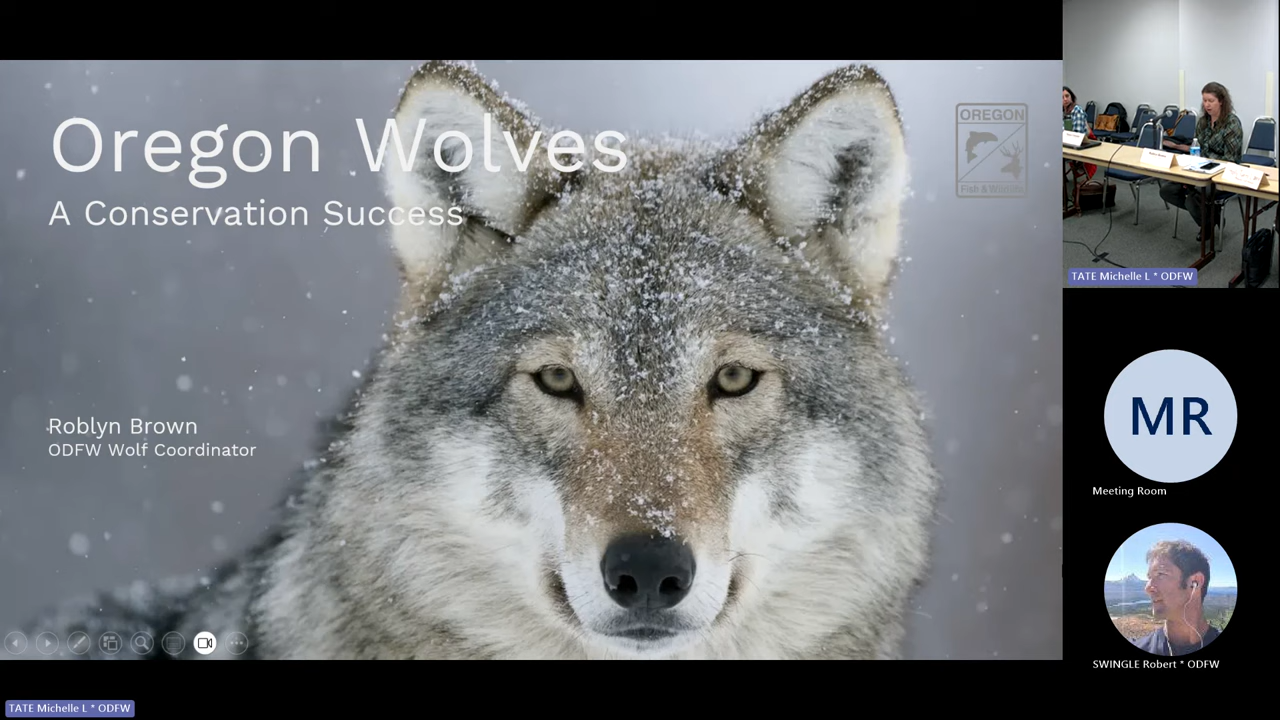 Oregon Wolves
A Conservation Success
OREGON
Fish & Wildlife
Roblyn Brown
ODFW Wolf Coordinator
TATE Michelle L * ODFW
MR
Meeting Room
SWINGLE Robert * ODFW
TATE Michelle L * ODFW